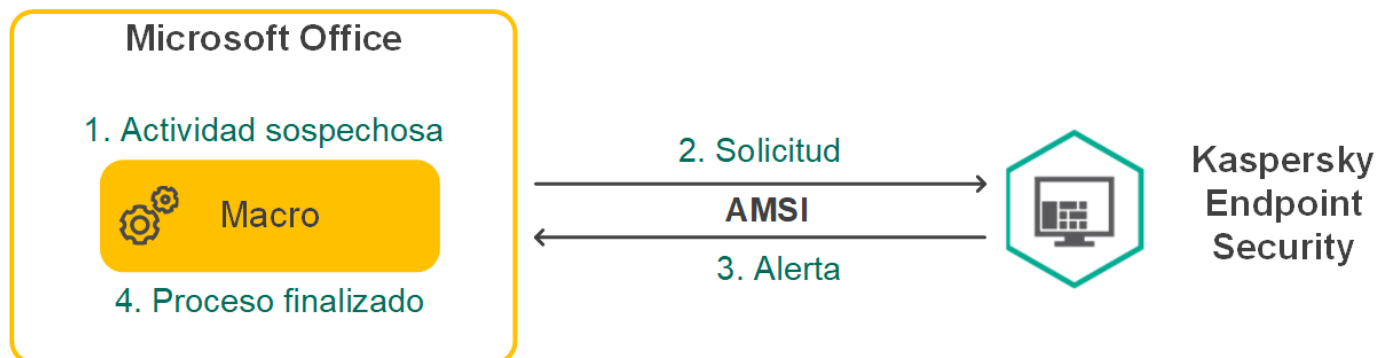 Microsoft Office
1. Actividad sospechosa
Macro
4. Proceso finalizado
2. Solicitud
AMSI
3. Alerta
Kaspersky
Endpoint
Security